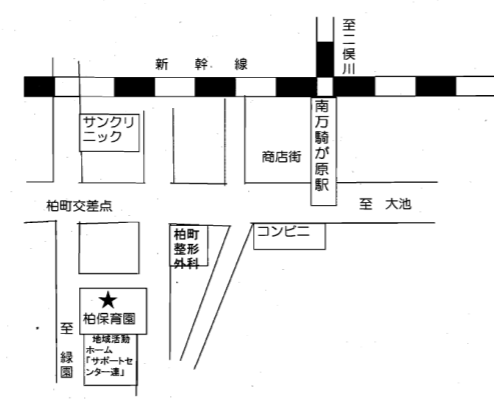 至二俣川
新幹線
サンクリ
ニック
南万騎が原駅
商店街
柏町交差点
至 大池
柏町
整形
外科
コンビニ
柏保育園
至緑園
地域活動
ホーム
「サポートセ
ンター連」